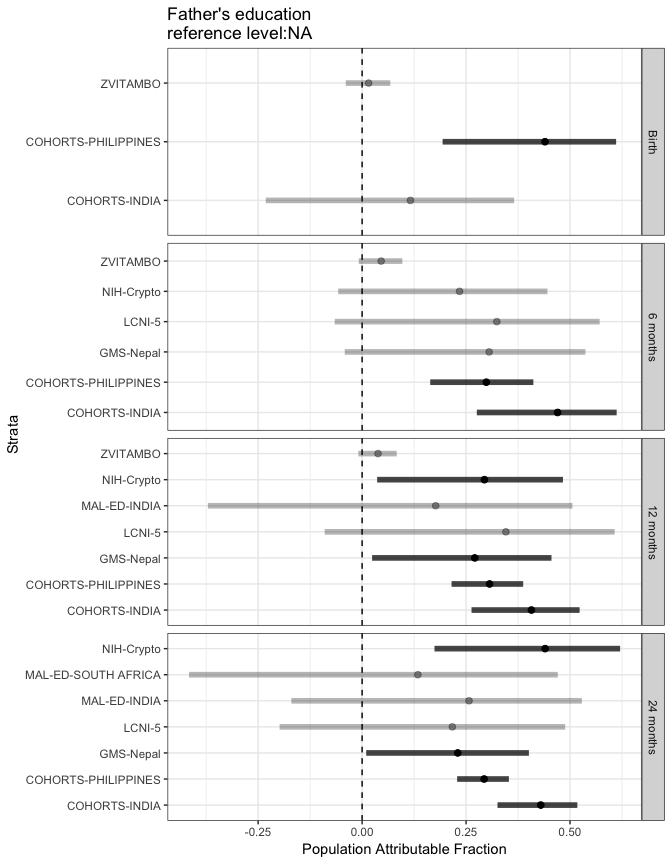 Father's education
reference level:NA
ZVITAMBO
COHORTS-PHILIPPINES
COHORTS-INDIA
Birth
ZVITAMBO
NIH-Crypto
LCNI-5
GMS-Nepal
COHORTS-PHILIPPINES
COHORTS-INDIA
6 months
Strata
ZVITAMBO
NIH-Crypto
MAL-ED-INDIA
LCNI-5
GMS-Nepal
COHORTS-PHILIPPINES
COHORTS-INDIA
12 months
NIH-Crypto
MAL-ED-SOUTH AFRICA
MAL-ED-INDIA
LCNI-5
GMS-Nepal
COHORTS-PHILIPPINES
COHORTS-INDIA
24 months
-0.25 0.00 0.25 0.50
Population Attributable Fraction